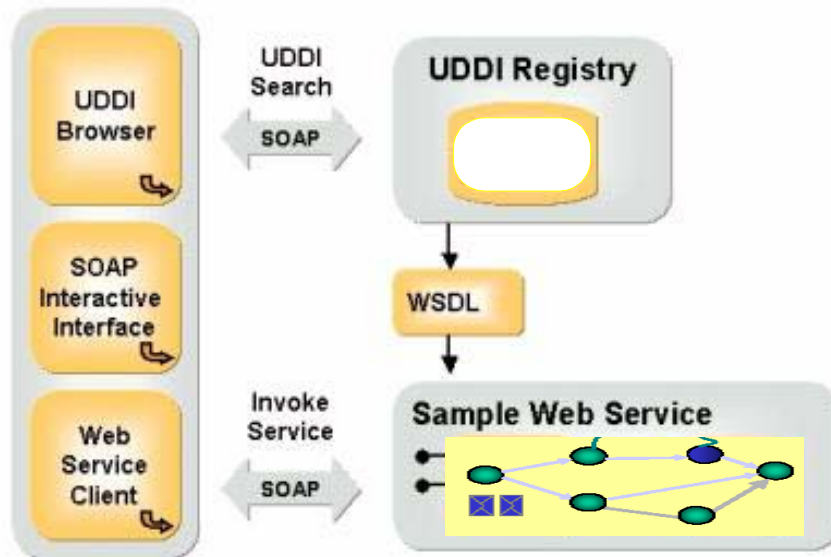 UDDI
Browser
SOAP
Interactive
Interface
Web
Service
Client
UDDI
Search
SOAP
Invoke
Service
SOAP
UDDI Registry
WSDL
Sample Web Service